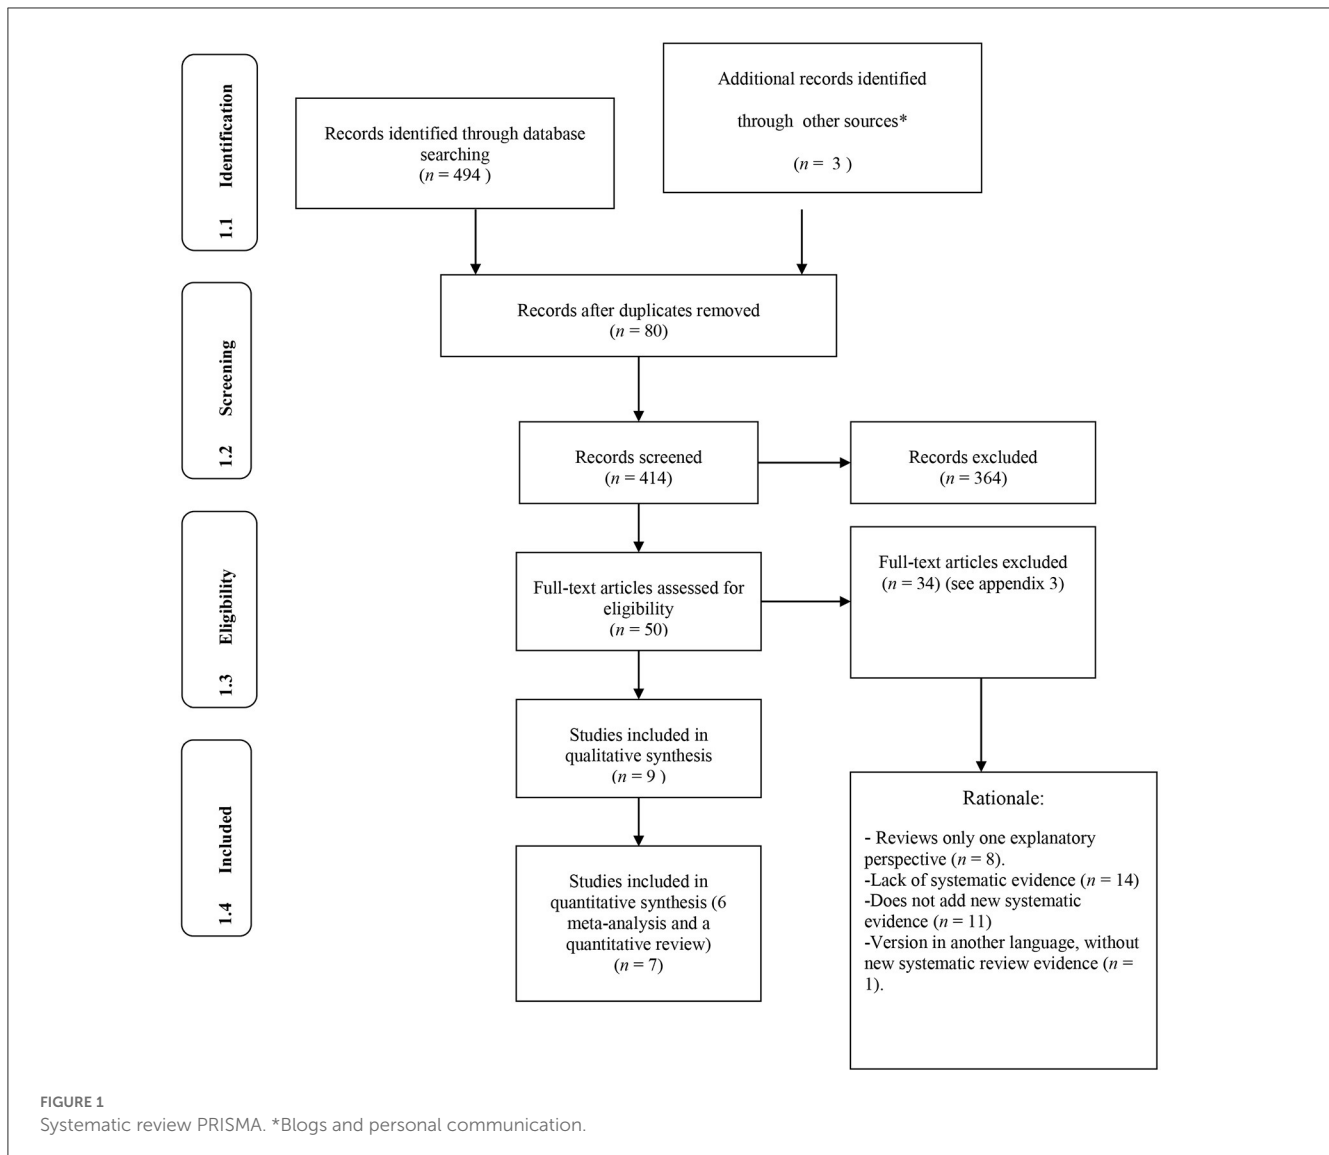 1.1 Identification
Records identified through database
searching
(n = 494 )
Additional records identified
through other sources*
(n = 3 )
1.2 Screening
Records after duplicates removed
(n = 80)
Records screened
(n = 414)
Records excluded
(n = 364)
1.3 Eligibility
Full-text articles assessed for
eligibility
(n = 50)
Full-text articles excluded
(n = 34) (see appendix 3)
1.4 Included
Studies included in
qualitative synthesis
(n = 9 )
Studies included in
quantitative synthesis (6
meta-analysis and a
quantitative review)
(n = 7)
Rationale:
- Reviews only one explanatory
perspective (n = 8).
-Lack of systematic evidence (n = 14)
-Does not add new systematic
evidence (n = 11)
-Version in another language, without
new systematic review evidence (n =
1).
FIGURE 1
Systematic review PRISMA. *Blogs and personal communication.